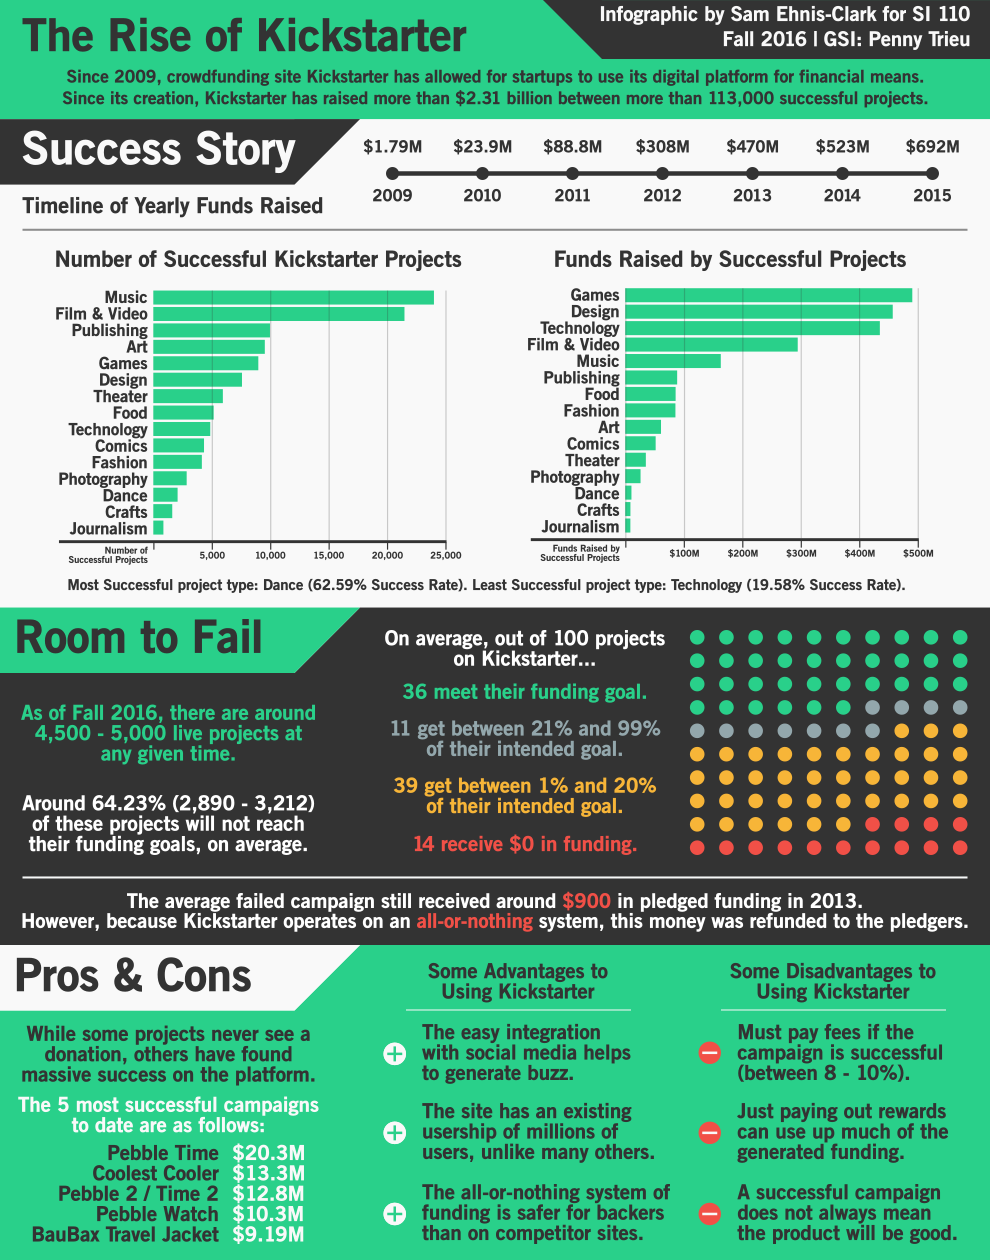 The Rise of Kickstarter
Infographic by Sam Ehnis-Clark for SI 110
Fall 2016 | GSI: Penny Trieu
Since 2009, crowdfunding site Kickstarter has allowed for startups to use its digital platform for financial means.
Since its creation, Kickstarter has raised more than $2.31 billion between more than 113,000 successful projects.
Success Story
Timeline of Yearly Funds Raised
$1.79M $23.9M $88.8M $308M $470M $523M $692M
2009 2010 2011 2012 2013 2014 2015
Number of Successful Kickstarter Projects
Music
Film & Video
Publishing
Art
Games
Design
Theater
Food
Technology
Comics
Fashion
Photography
Dance
Crafts
Journalism
Number of
Successful Projects
5,000 10,000 15,000 20,000 25,000
Funds Raised by Successful Projects
Games
Design
Technology
Film & Video
Music
Publishing
Food
Fashion
Art
Comics
Theater
Photography
Dance
Crafts
Journalism
Funds Raised by
Successful Projects
$100M $200M $300M $400M $500M
Most Successful project type: Dance (62.59% Success Rate). Least Successful project type: Technology (19.58% Success Rate).
Room to Fail
As of Fall 2016, there are around
4,500 - 5,000 live projects at
any given time.
Around 64.23% (2,890 - 3,212)
of these projects will not reach
their funding goals, on average.
On average, out of 100 projects
on Kickstarter...
36 meet their funding goal.
11 get between 21% and 99%
of their intended goal.
39 get between 1% and 20%
of their intended goal.
14 receive $0 in funding.
The average failed campaign still received around $900 in pledged funding in 2013.
However, because Kickstarter operates on an all-or-nothing system, this money was refunded to the pledgers.
Pros & Cons
While some projects never see a
donation, others have found
massive success on the platform.
The 5 most successful campaigns
to date are as follows:
Pebble Time $20.3M
Coolest Cooler $13.3M
Pebble 2 / Time 2 $12.8M
Pebble Watch $10.3M
BauBax Travel Jacket $9.19M
Some Advantages to
Using Kickstarter
The easy integration
with social media helps
to generate buzz.
The site has an existing
usership of millions of
users, unlike many others.
The all-or-nothing system of
funding is safer for backers
than on competitor sites.
Some Disadvantages to
Using Kickstarter
Must pay fees if the
campaign is successful
(between 8 - 10%).
Just paying out rewards
can use up much of the
generated funding.
A successful campaign
does not always mean
the product will be good.